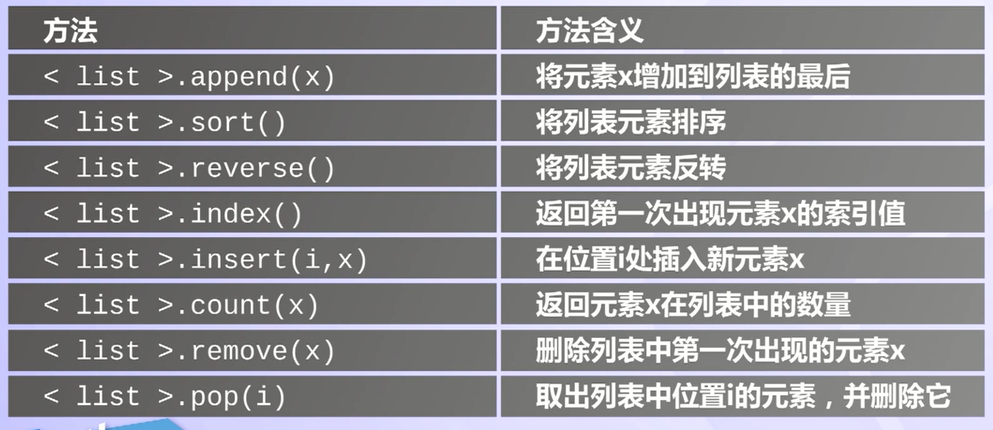 方法 方法含义
< list >.append(x) 将元素x增加到列表的最后
< list >.sort() 将列表元素排序
< list >.reverse() 将列表元素反转
< list >.index() 返回第一次出现元素x的索引值
< list >.insert(i,x) 在位置i处插入新元素x
< list >.count(x) 返回元素x在列表中的数量
< list >.remove(x) 删除列表中第一次出现的元素x
< list >.pop(i) 取出列表中位置i的元素，并删除它